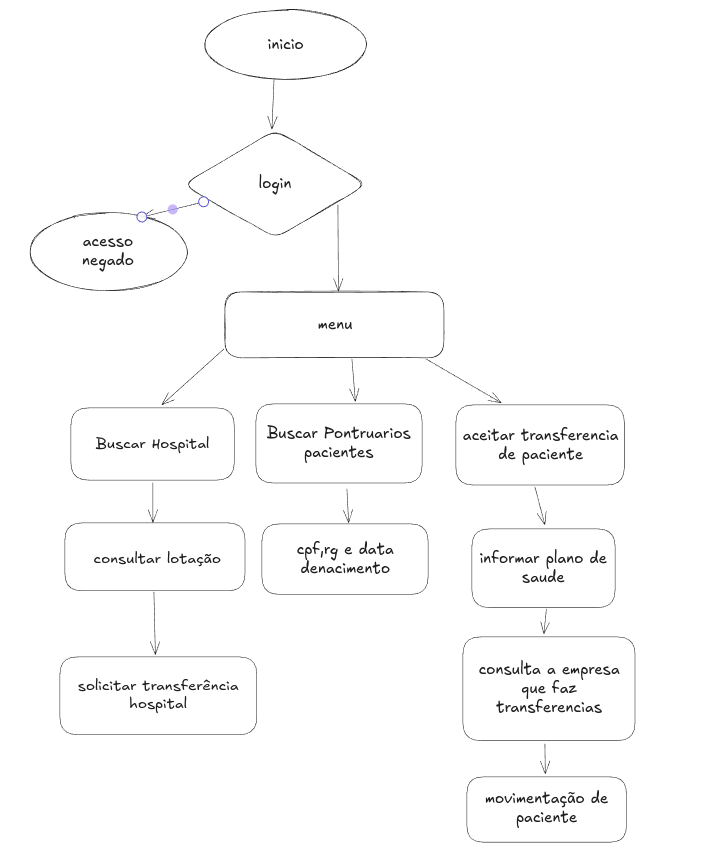 inicio
login
acesso
negado
menu
Buscar Hospital
Buscar Pontruarios
pacientes
aceitar transferencia
de paciente
consultar lotação
cpf,rg e data
denacimento
informar plano de
saude
solicitar transferência
hospital
consulta a empresa
que faz
transferencias
movimentação de
paciente